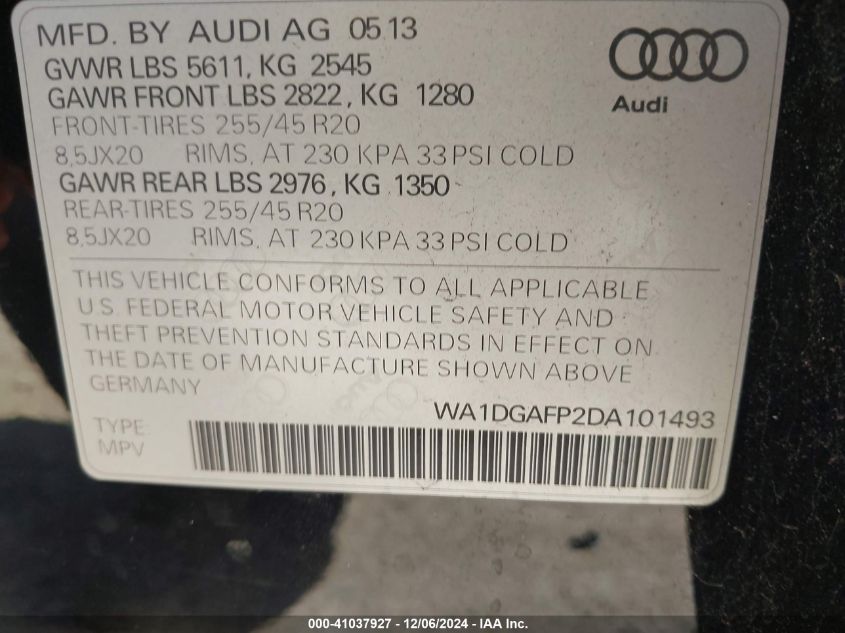 MFD. BY AUDI AG 05 13
GVWR LBS 5611, KG 2545
GAWR FRONT LBS 2822, KG 1280
Audi
FRONT-TIRES 255/45 R20
8,5JX20 RIMS, AT 230 KPA 33 PSI COLD
GAWR REAR LBS 2976, KG 1350
REAR-TIRES 255/45 R20
8,5JX20 RIMS, AT 230 KPA 33 PSI COLD
THIS VEHICLE CONFORMS TO ALL APPLICABLE
U.S. FEDERAL MOTOR VEHICLE SAFETY AND
THEFT PREVENTION STANDARDS IN EFFECT ON
THE DATE OF MANUFACTURE SHOWN ABOVE
GERMANY
WA1DGAFP2DA101493
TYPE:
MPV
000-41037927 - 12/06/2024 - IAA Inc.